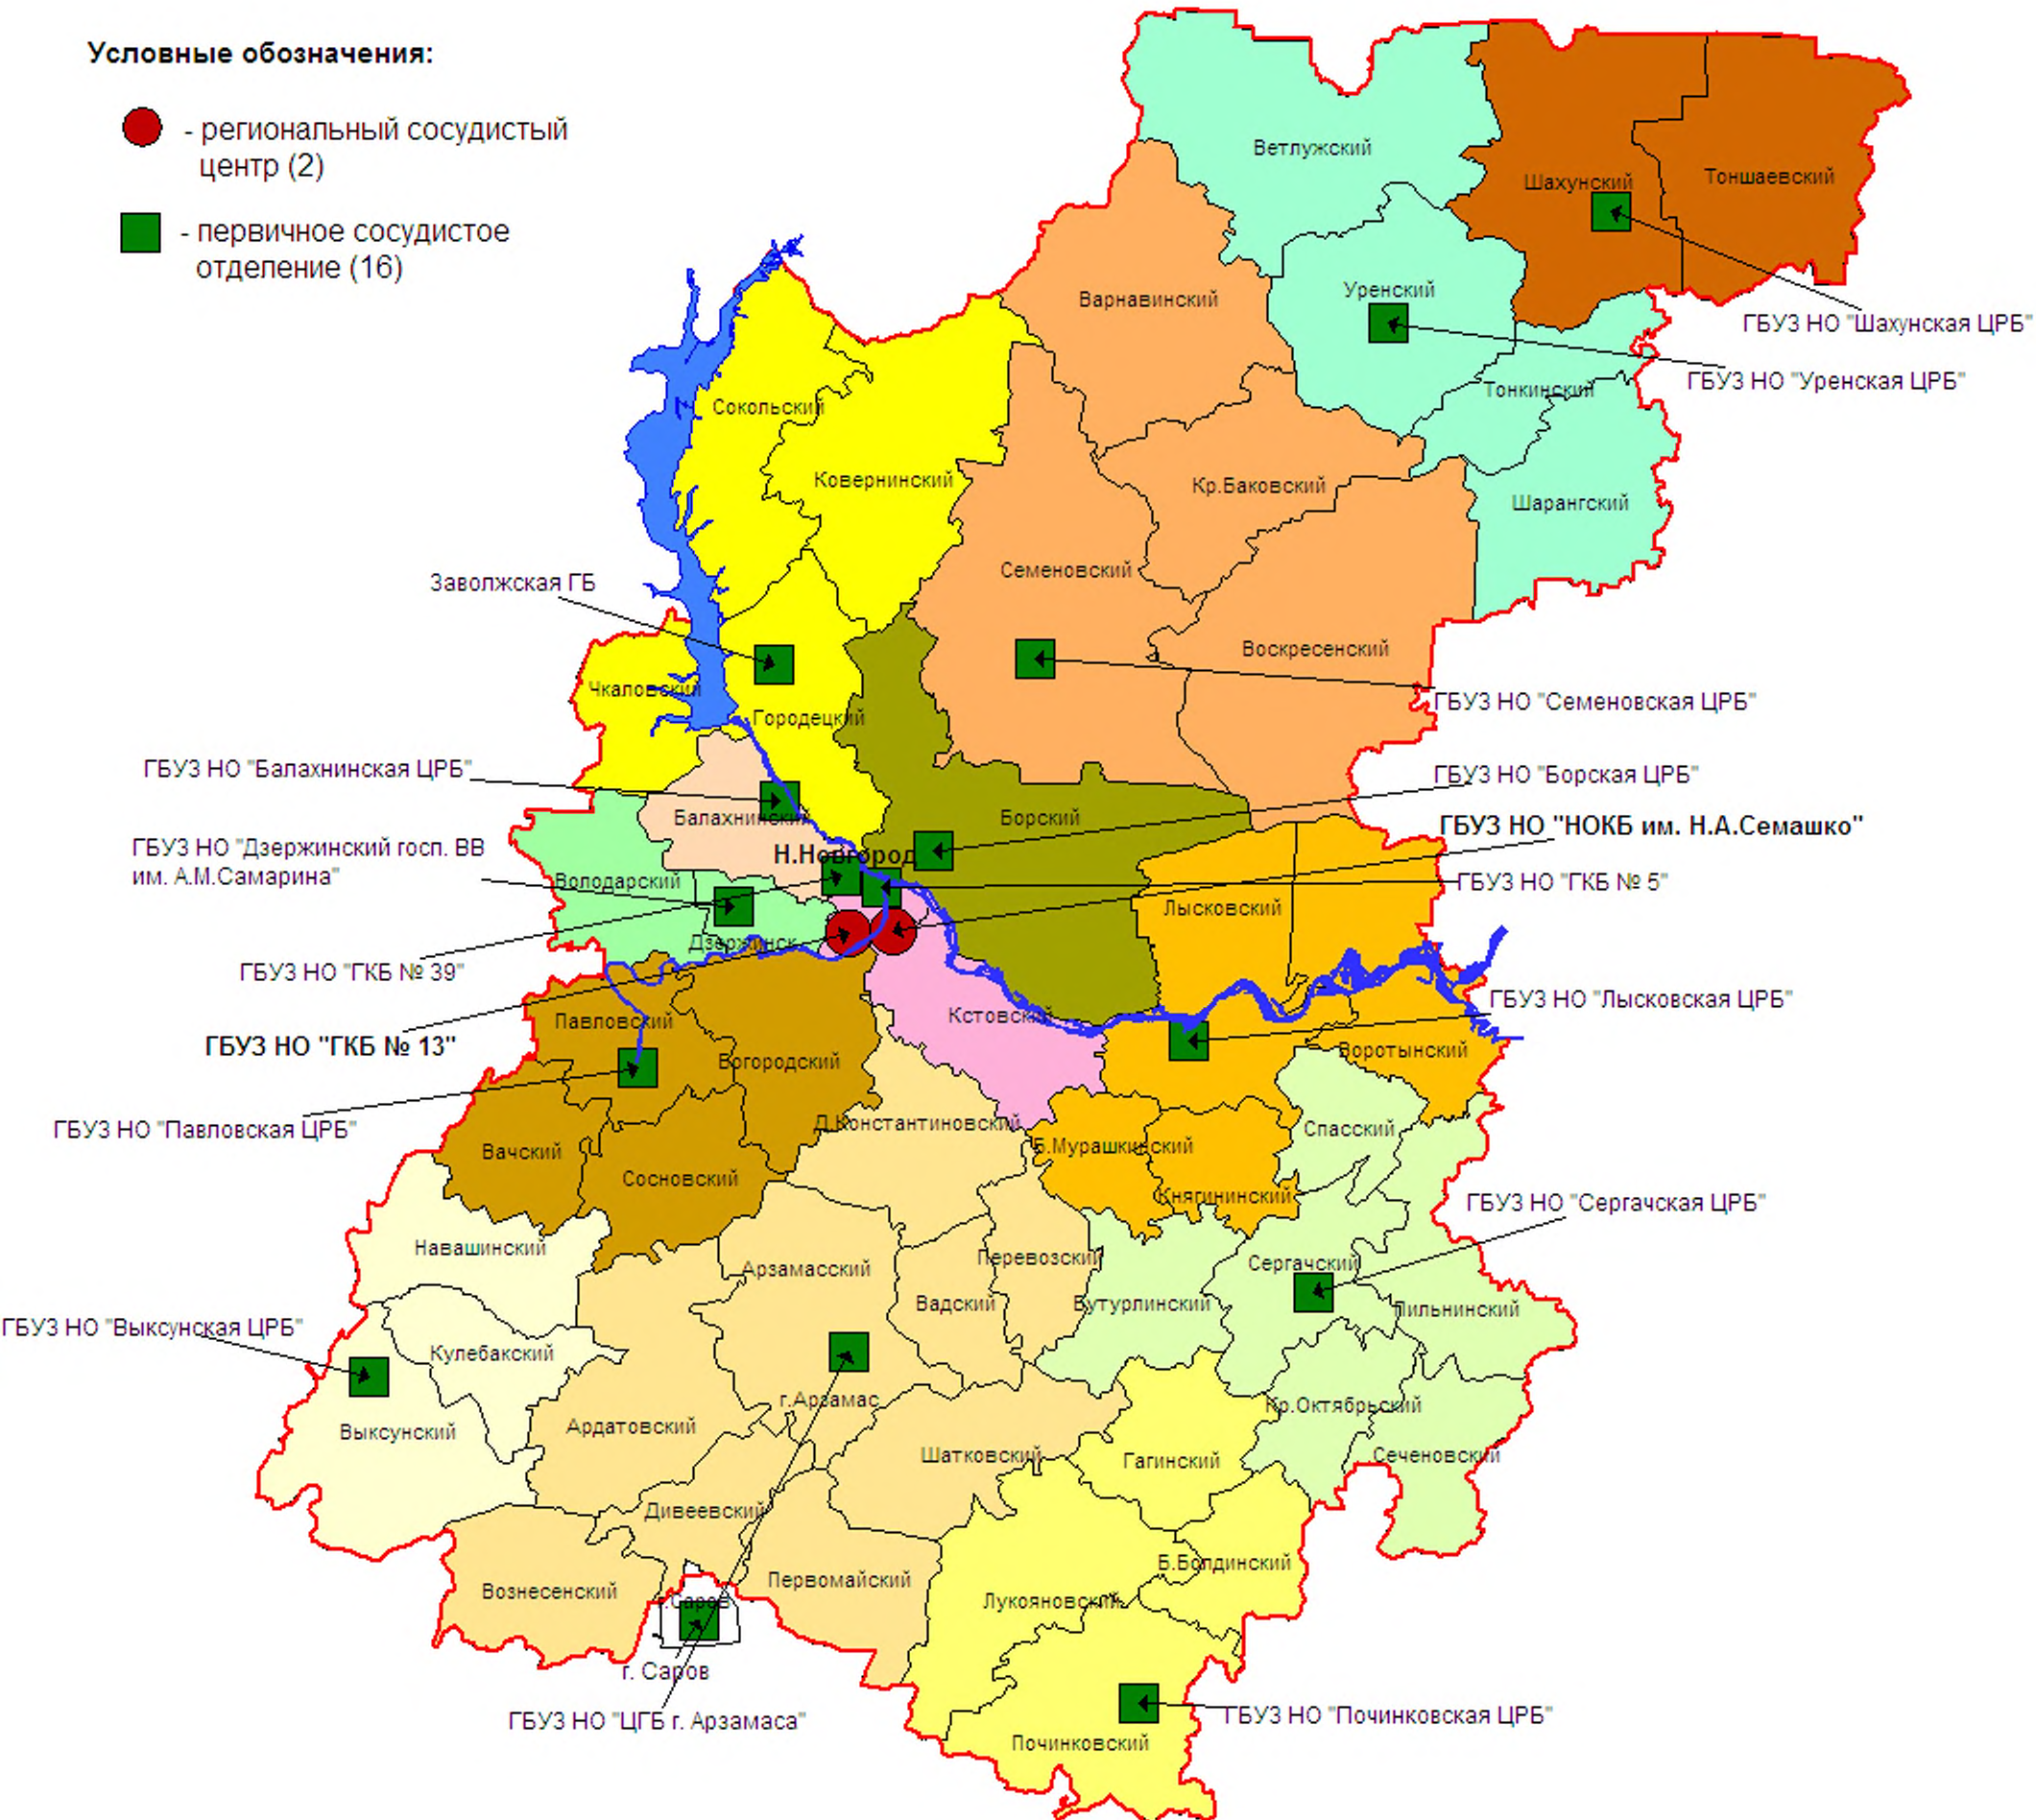 Условные обозначения:
- региональный сосудистый
центр (2)
- первичное сосудистое
отделение (16)
Ветлужский
Шахунский
Тоншаевский
Варнавинский
Уренский
ГБУЗ НО "Шахунская ЦРБ"
ГБУЗ НО "Уренская ЦРБ"
Тонкинский
Сокольский
Ковернинский
Кр.Баковский
Шарангский
Заволжская ГБ
Семеновский
Воскресенский
Чкаловский
Городецкий
ГБУЗ НО "Семеновская ЦРБ"
ГБУЗ НО "Балахнинская ЦРБ"
ГБУЗ НО "Борская ЦРБ"
Балахнинский
Борский
ГБУЗ НО "НОКБ им. Н.А.Семашко"
ГБУЗ НО "Дзержинский госп. ВВ
им. А.М.Самарина"
Н.Новгород
Володарский
ГБУЗ НО "ГКБ № 5"
Лысковский
Дзержинск
ГБУЗ НО "ГКБ № 39"
ГБУЗ НО "Лысковская ЦРБ"
Павловский
Кстовский
ГБУЗ НО "ГКБ № 13"
Богородский
Воротынский
ГБУЗ НО "Павловская ЦРБ"
Д.Константиновский
Спасский
Вачский
Б.Мурашкинский
Сосновский
Княгининский
ГБУЗ НО "Сергачская ЦРБ"
Навашинский
Арзамасский
Перевозский
Сергачский
Вадский
Бутурлинский
Пильнинский
ГБУЗ НО "Выксунская ЦРБ"
Кулебакский
г.Арзамас
Кр.Октябрьский
Выксунский
Ардатовский
Шатковский
Гагинский
Сеченовский
Дивеевский
Б.Болдинский
Вознесенский
Первомайский
Лукояновский
г.Саров
г. Саров
ГБУЗ НО "ЦГБ г. Арзамаса"
ГБУЗ НО "Починковская ЦРБ"
Починковский